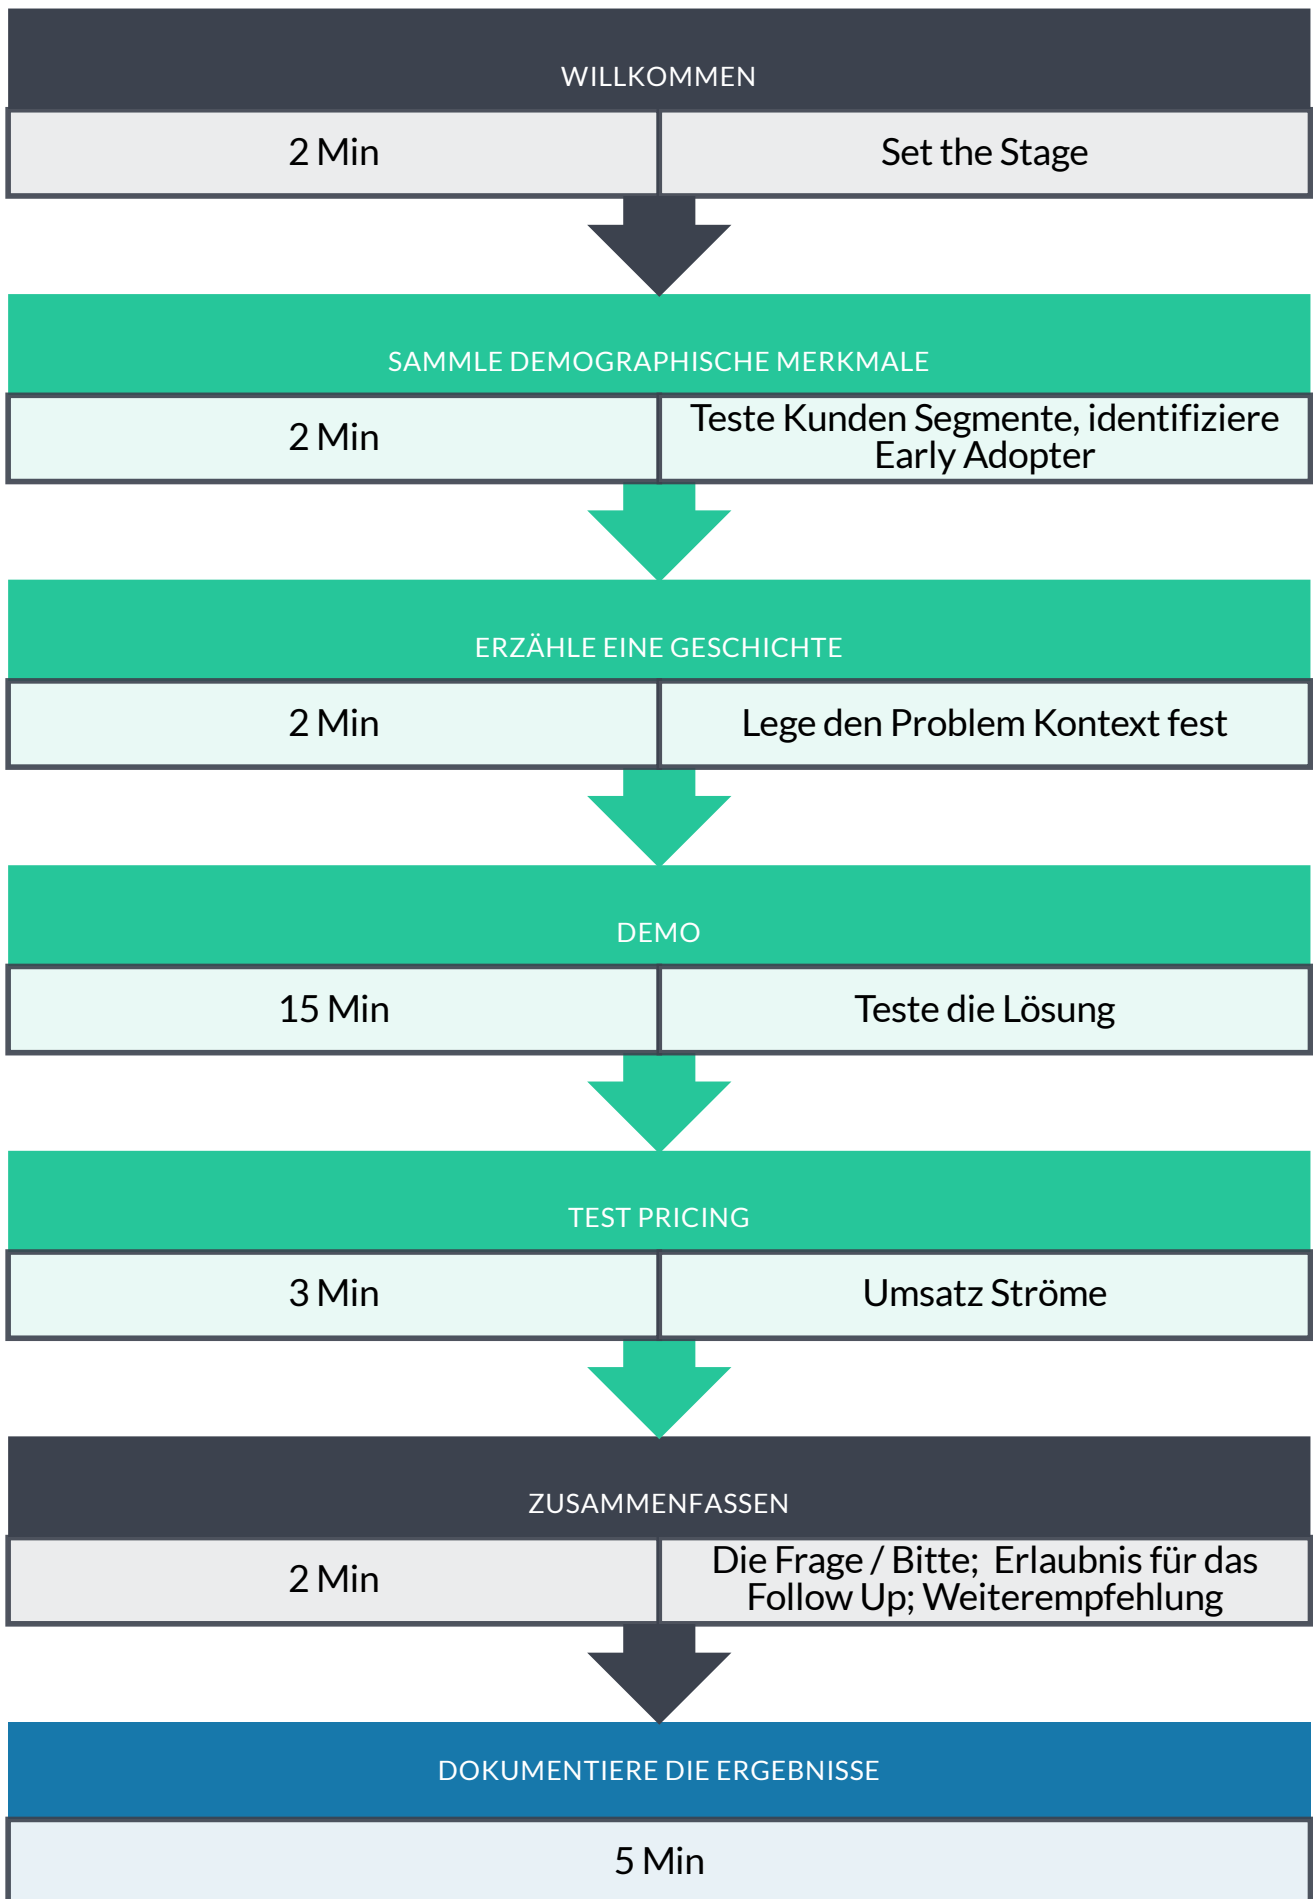 WILLKOMMEN
2 Min
Set the Stage
SAMMLE DEMOGRAPHISCHE MERKMALE
2 Min
Teste Kunden Segmente, identifiziere
Early Adopter
ERZÄHLE EINE GESCHICHTE
2 Min
Lege den Problem Kontext fest
DEMO
15 Min
Teste die Lösung
TEST PRICING
3 Min
Umsatz Ströme
ZUSAMMENFASSEN
2 Min
Die Frage / Bitte;  Erlaubnis für das
Follow Up; Weiterempfehlung
DOKUMENTIERE DIE ERGEBNISSE
5 Min